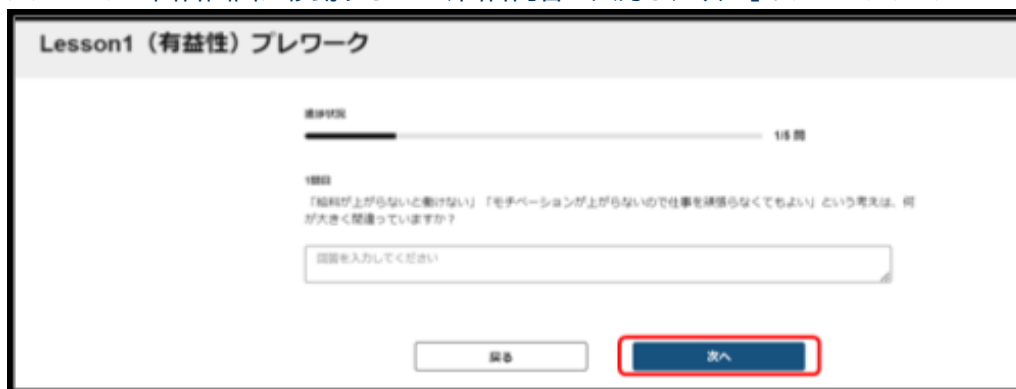 Lesson1（有益性）プレワーク
進捗状況
1/5 問
1問目
「給料が上がらないと働けない」「モチベーションが上がらないので仕事を頑張らなくてもよい」という考えは、何
が大きく間違っていますか？
回答を入力してください
戻る
次へ